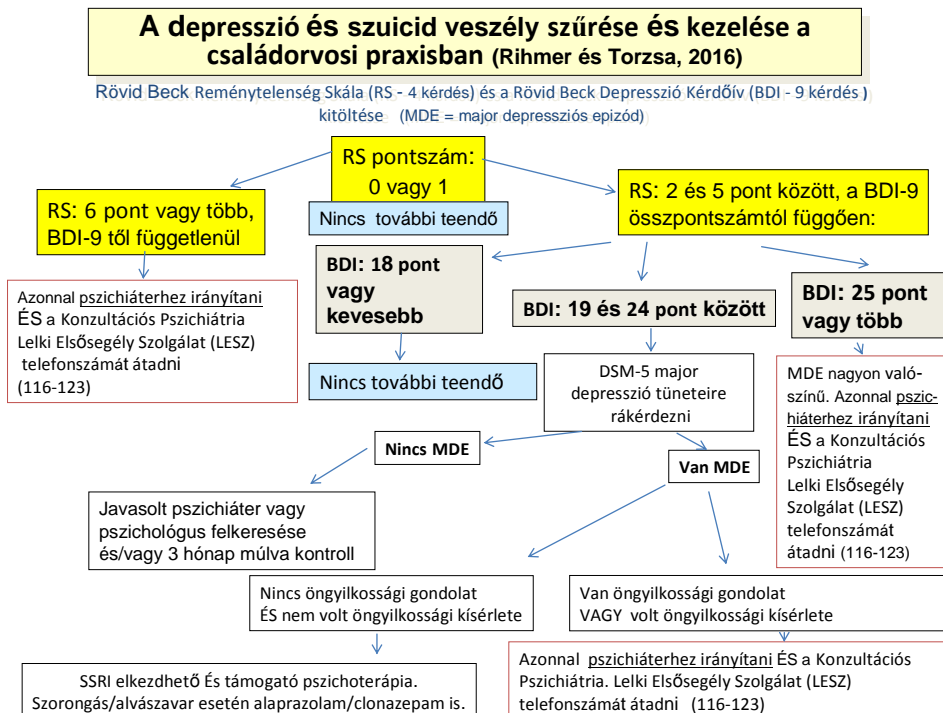 A depresszió és szuicid veszély szűrése és kezelése a
családorvosi praxisban (Rihmer és Torzsa, 2016)
Rövid Beck Reménytelenség Skála (RS - 4 kérdés) és a Rövid Beck Depresszió Kérdőív (BDI - 9 kérdés )
kitöltése (MDE = major depressziós epizód)
RS pontszám:
0 vagy 1
Nincs további teendő
RS: 6 pont vagy több,
BDI-9 től függetlenül
RS: 2 és 5 pont között, a BDI-9
összpontszámtól függően:
Azonnal pszichiáterhez irányítani
ÉS a Konzultációs Pszichiátria
Lelki Elsősegély Szolgálat (LESZ)
telefonszámát átadni
(116-123)
BDI: 18 pont
vagy
kevesebb
Nincs további teendő
BDI: 19 és 24 pont között
BDI: 25 pont
vagy több
DSM-5 major
depresszió tüneteire
rákérdezni
MDE nagyon való-
színű. Azonnal pszic-
hiáterhez irányítani
ÉS a Konzultációs
Pszichiátria
Lelki Elsősegély
Szolgálat (LESZ)
telefonszámát
átadni (116-123)
Nincs MDE
Van MDE
Javasolt pszichiáter vagy
pszichológus felkeresése
és/vagy 3 hónap múlva kontroll
Nincs öngyilkossági gondolat
ÉS nem volt öngyilkossági kísérlete
Van öngyilkossági gondolat
VAGY volt öngyilkossági kísérlete
SSRI elkezdhető És támogató pszichoterápia.
Szorongás/alvászavar esetén alaprazolam/clonazepam is.
Azonnal pszichiáterhez irányítani ÉS a Konzultációs
Pszichiátria. Lelki Elsősegély Szolgálat (LESZ)
telefonszámát átadni (116-123)